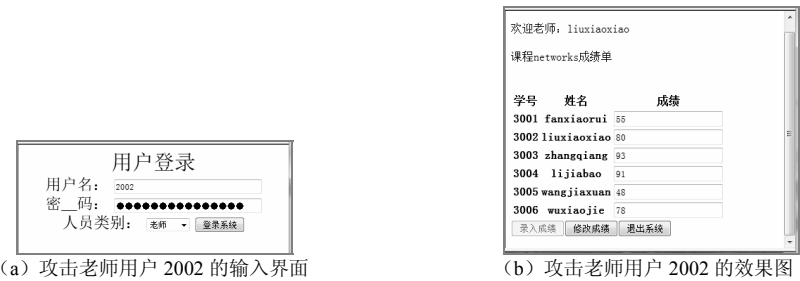 用户登录
用户名： 2002
密__码： ●●●●●●●●●●●●●●●
人员类别： 老师 登录系统
（a）攻击老师用户 2002 的输入界面
欢迎老师：liuxiaoxiao
课程networks成绩单
学号 姓名 成绩
3001 fanxiaorui 55
3002 liuxiaoxiao 80
3003 zhangqiang 93
3004 lijiabao 91
3005 wangjiaxuan 48
3006 wuxiaojie 78
录入成绩 修改成绩 退出系统
（b）攻击老师用户 2002 的效果图